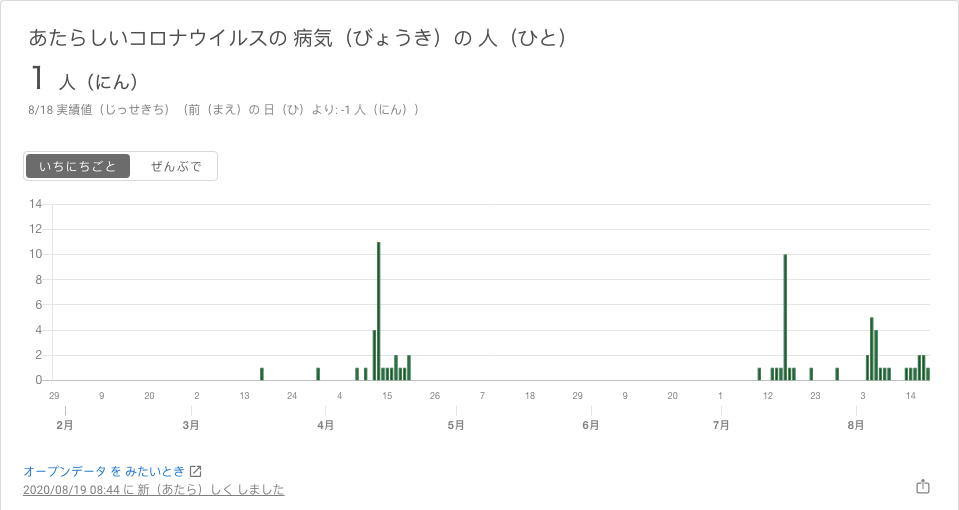 あたらしいコロナウイルスの 病気（びょうき）の 人（ひと）
1 人（にん）
8/18 実績値（じっせきち）（前（まえ）の 日（ひ）より: -1 人（にん））
いちにちごと ぜんぶで
14
12
10
8
6
4
2
0
29 9 20 2 13 24 4 15 26 7 18 29 9 20 1 12 23 3 14
2月 3月 4月 5月 6月 7月 8月
オープンデータ を みたいとき
2020/08/19 08:44 に 新（あたら）しく しました